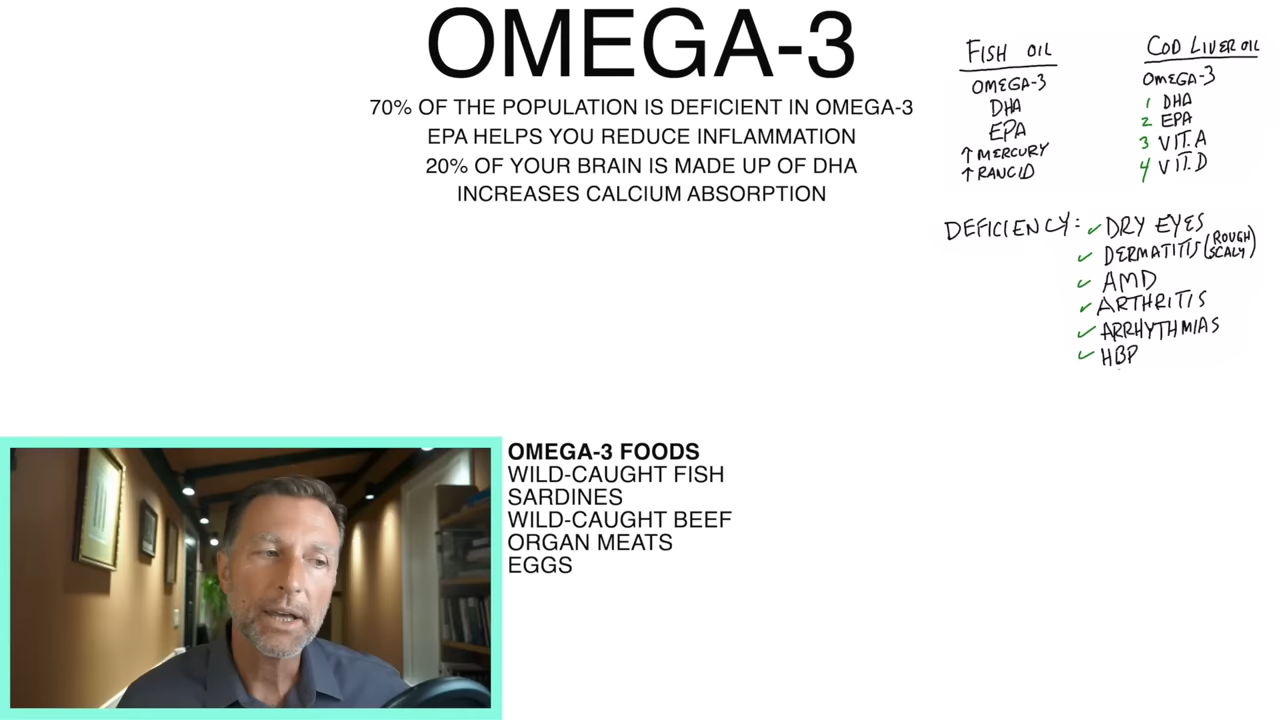 OMEGA-3
70% OF THE POPULATION IS DEFICIENT IN OMEGA-3
EPA HELPS YOU REDUCE INFLAMMATION
20% OF YOUR BRAIN IS MADE UP OF DHA
INCREASES CALCIUM ABSORPTION
FISH OIL
OMEGA-3
DHA
EPA
↑ MERCURY
↑ RANCID
COD LIVER OIL
OMEGA-3
1 DHA
2 EPA
3 VIT. A
4 VIT. D
DEFICIENCY: ✓ DRY EYES
✓ DERMATITIS (ROUGH SCALY)
✓ AMD
✓ ARTHRITIS
✓ ARRHYTHMIAS
✓ HBP
OMEGA-3 FOODS
WILD-CAUGHT FISH
SARDINES
WILD-CAUGHT BEEF
ORGAN MEATS
EGGS